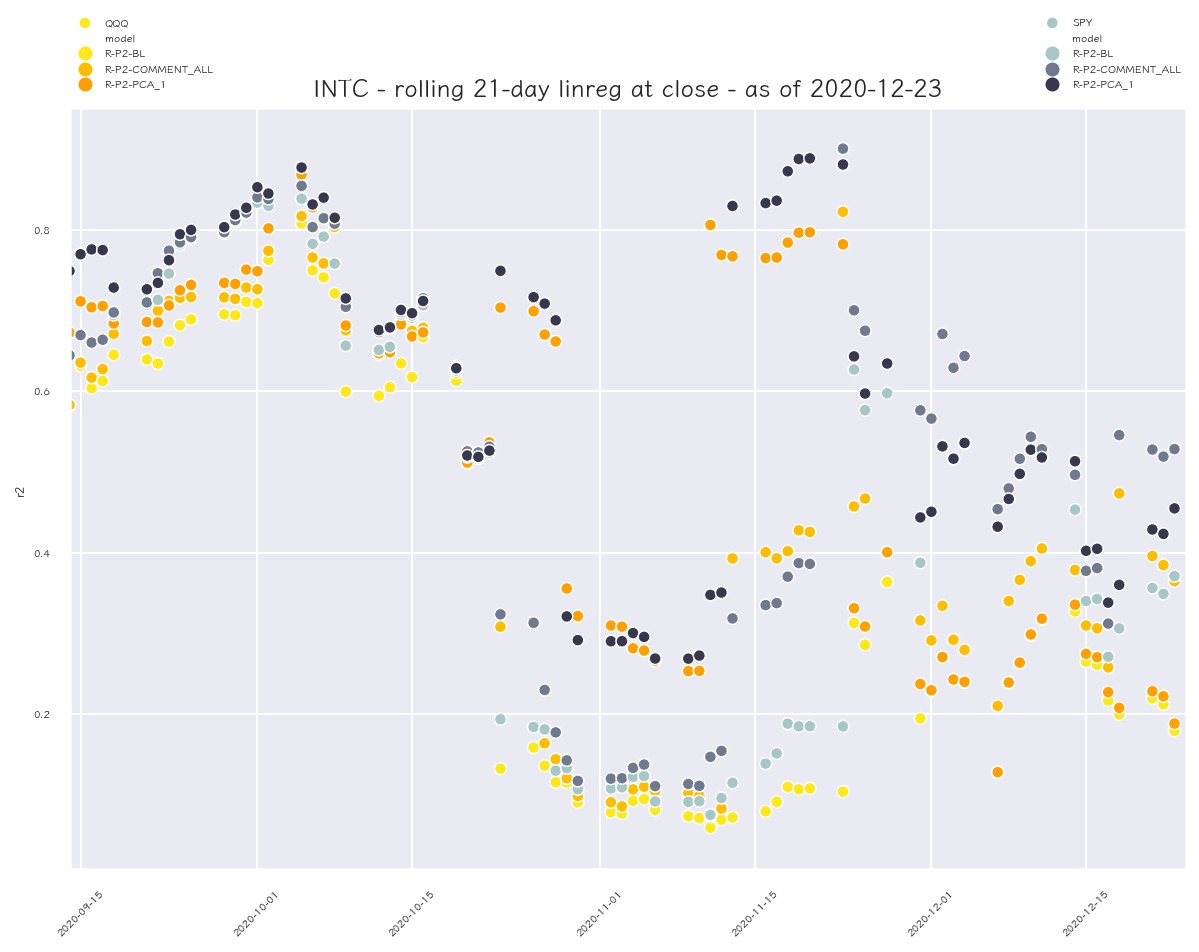 QQQ
model
R-P2-BL
R-P2-COMMENT_ALL
R-P2-PCA_1
SPY
model
R-P2-BL
R-P2-COMMENT_ALL
R-P2-PCA_1
INTC - rolling 21-day linreg at close - as of 2020-12-23
0.8
0.6
0.4
0.2
r2
2020-09-15
2020-10-01
2020-10-15
2020-11-01
2020-11-15
2020-12-01
2020-12-15